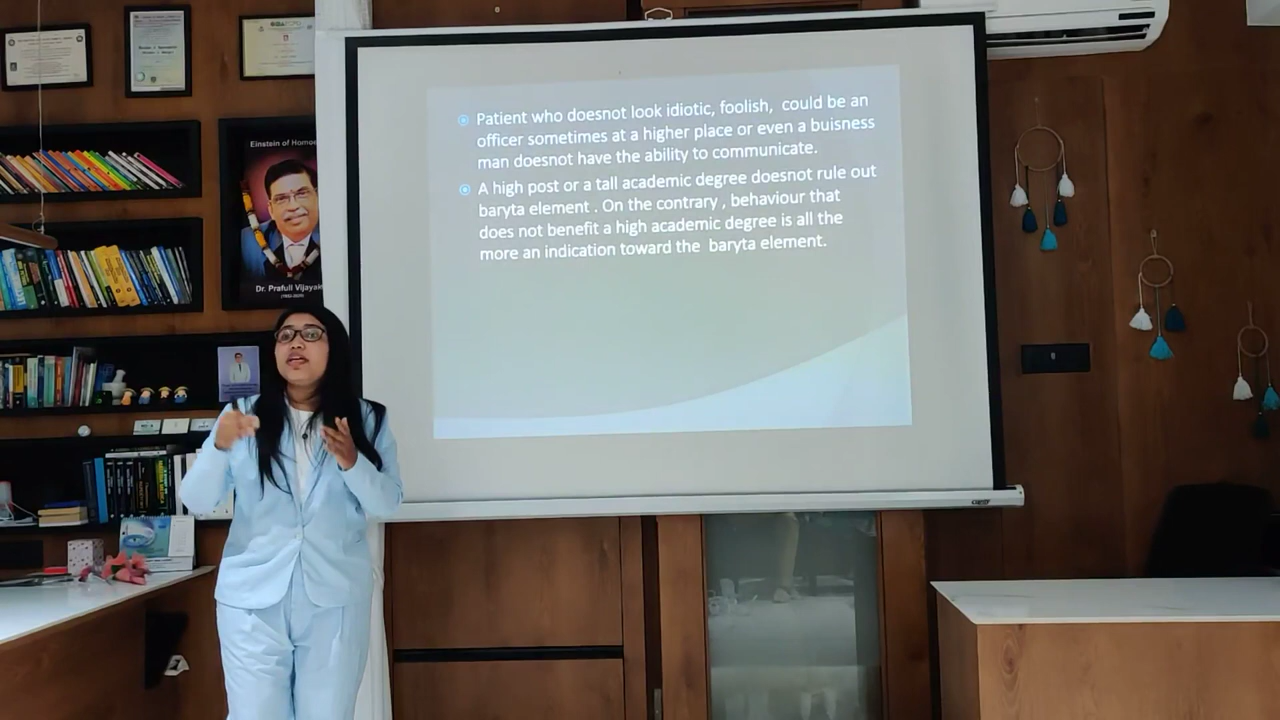 Patient who doesnot look idiotic, foolish, could be an
officer sometimes at a higher place or even a buisness
man doesnot have the ability to communicate.
A high post or a tall academic degree doesnot rule out
baryta element . On the contrary , behaviour that
does not benefit a high academic degree is all the
more an indication toward the baryta element.
Einstein of Homoe
Dr. Prafull Vijayak